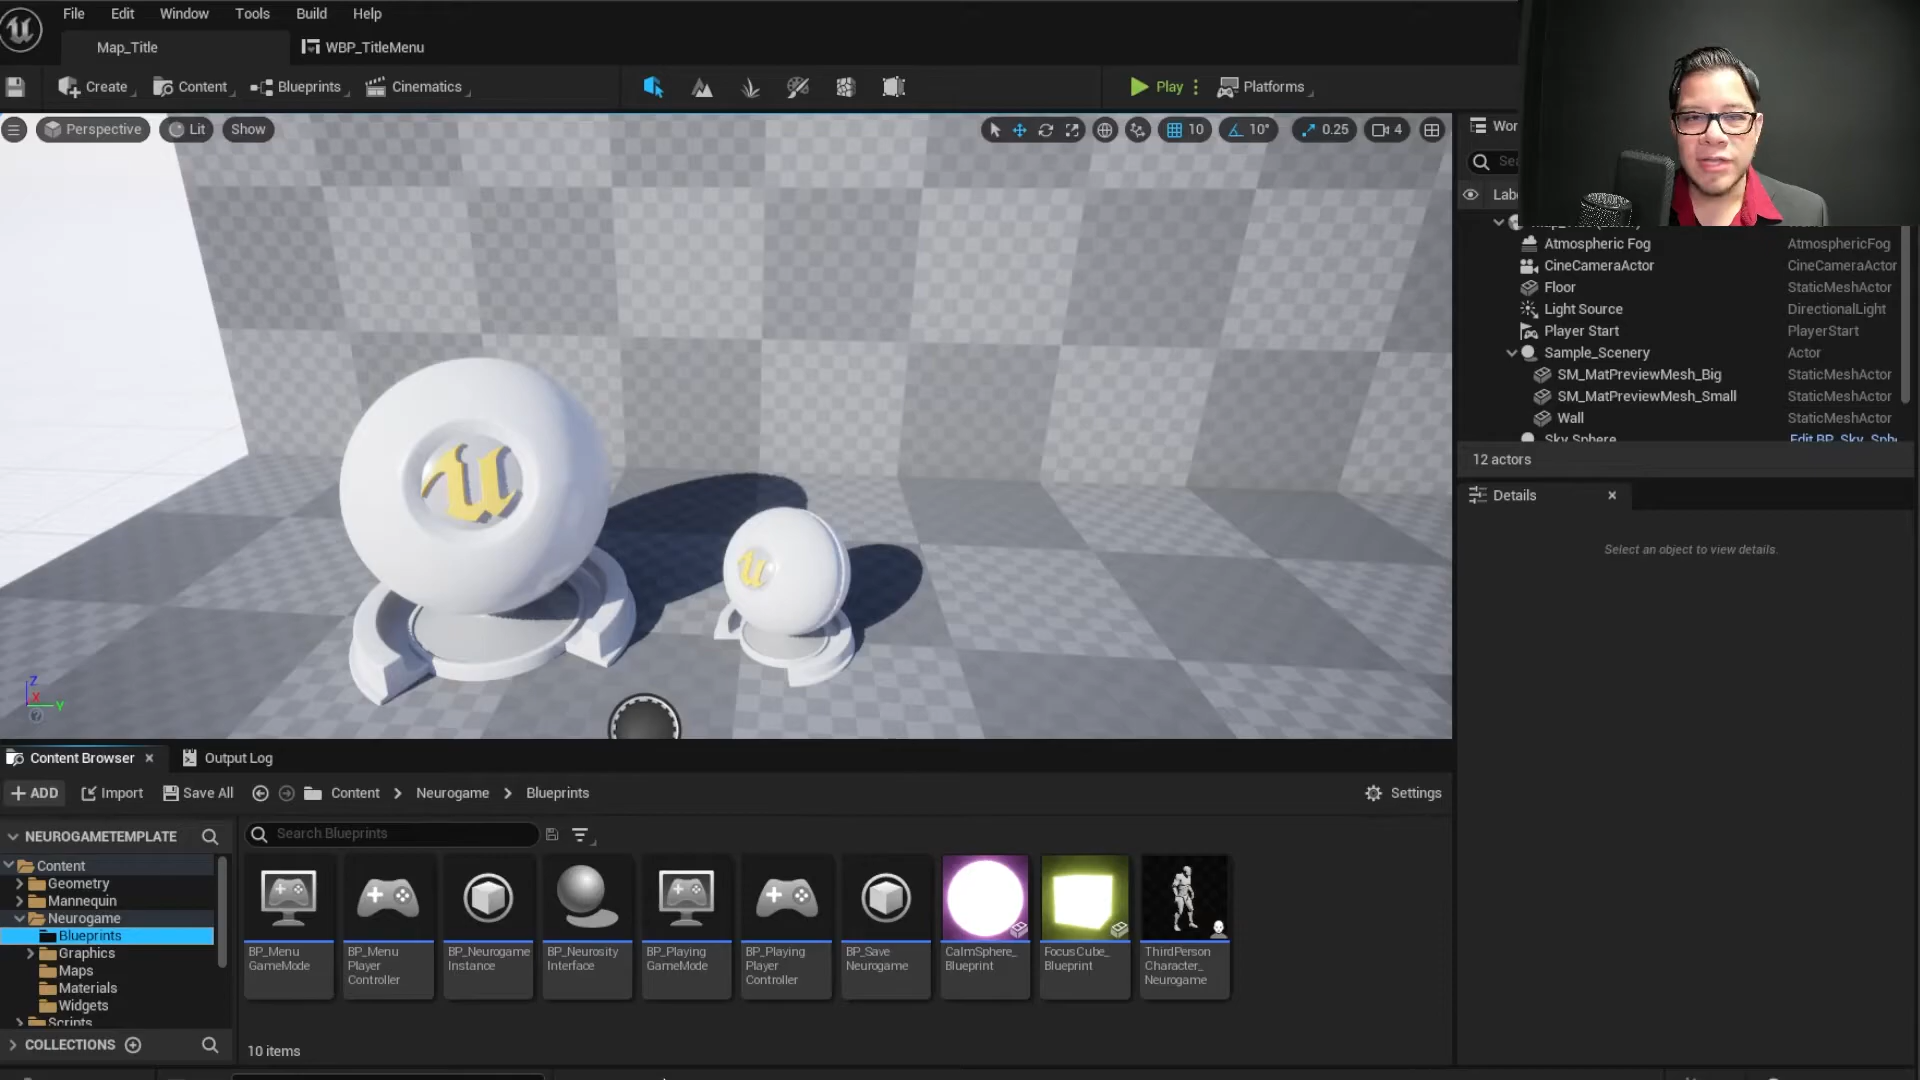 File Edit Window Tools Build Help
Map_Title WBP_TitleMenu
Create Content Blueprints Cinematics Play Platforms
Perspective Lit Show 10 10° 0.25 4
Atmospheric Fog AtmosphericFog
CineCameraActor CineCameraActor
Floor StaticMeshActor
Light Source DirectionalLight
Player Start PlayerStart
Sample_Scenery Actor
SM_MatPreviewMesh_Big StaticMeshActor
SM_MatPreviewMesh_Small StaticMeshActor
Wall StaticMeshActor
Sky Sphere Edit BP_Sky_Sph
12 actors
Details
Select an object to view details.
Z
X
Y
Content Browser Output Log
ADD Import Save All Content > Neurogame > Blueprints Settings
NEUROGAMETEMPLATE
Search Blueprints
Content
Geometry
Mannequin
Neurogame
Blueprints
Graphics
Maps
Materials
Widgets
Scripts
COLLECTIONS
BP_Menu
GameMode
BP_Menu
Player
Controller
BP_Neurogame
Instance
BP_Neurosity
Interface
BP_Playing
GameMode
BP_Playing
Player
Controller
BP_Save
Neurogame
CalmSphere_
Blueprint
FocusCube_
Blueprint
ThirdPerson
Character_
Neurogame
10 items